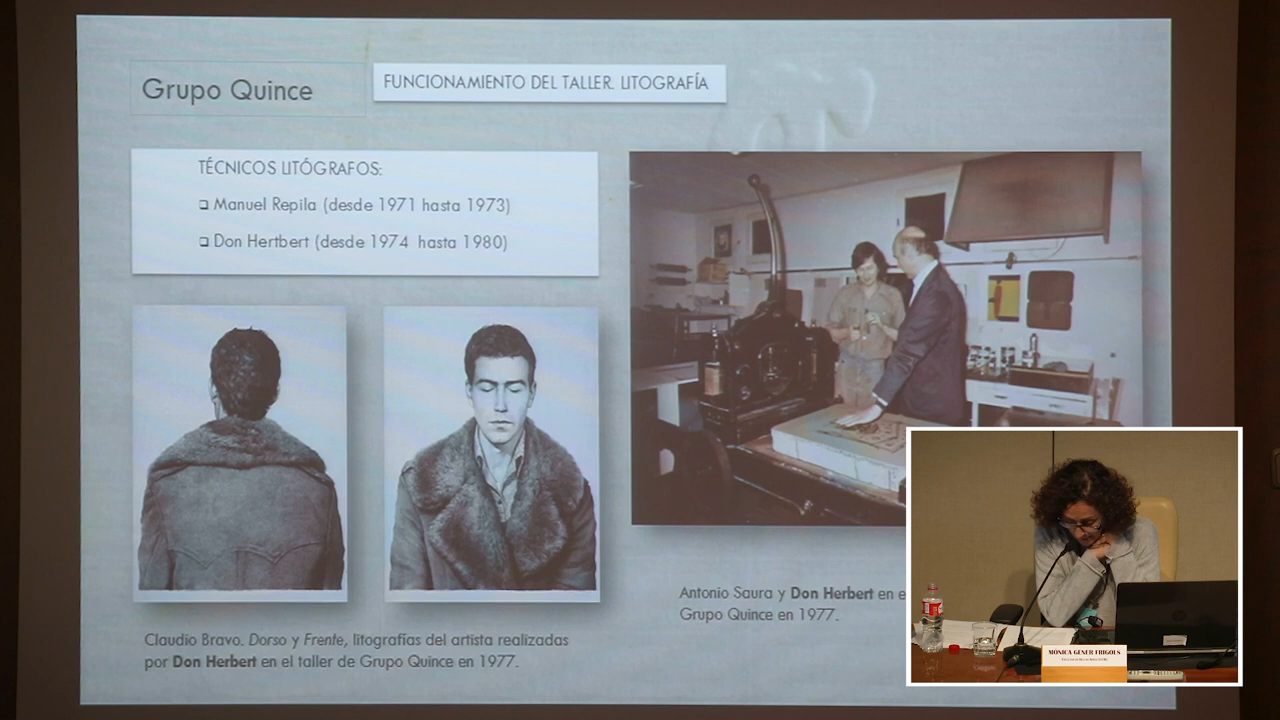 Grupo Quince
FUNCIONAMIENTO DEL TALLER. LITOGRAFÍA
TÉCNICOS LITÓGRAFOS:
❑ Manuel Repila (desde 1971 hasta 1973)
❑ Don Hertbert (desde 1974 hasta 1980)
Claudio Bravo. Dorso y Frente, litografías del artista realizadas
por Don Herbert en el taller de Grupo Quince en 1977.
Antonio Saura y Don Herbert en e
Grupo Quince en 1977.
MÓNICA GENER FRIGOLS